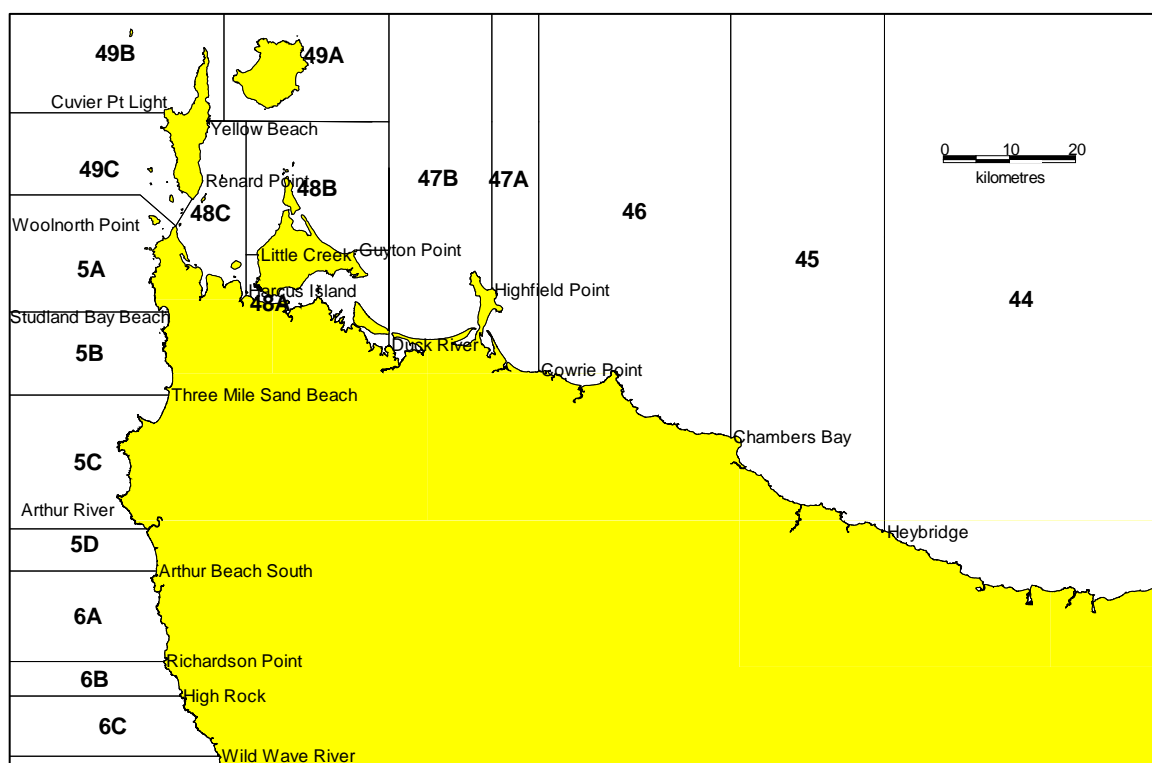 49B
49A
Cuvier Pt Light
Yellow Beach
49C
Renard Point
48B
47B
47A
0 10 20
kilometres
48C
46
Woolnorth Point
Little Creek
Guyton Point
45
5A
Harcus Island
48A
Highfield Point
44
Studland Bay Beach
Duck River
5B
Cowrie Point
Three Mile Sand Beach
Chambers Bay
5C
Arthur River
Heybridge
5D
Arthur Beach South
6A
Richardson Point
6B
High Rock
6C
Wild Wave River